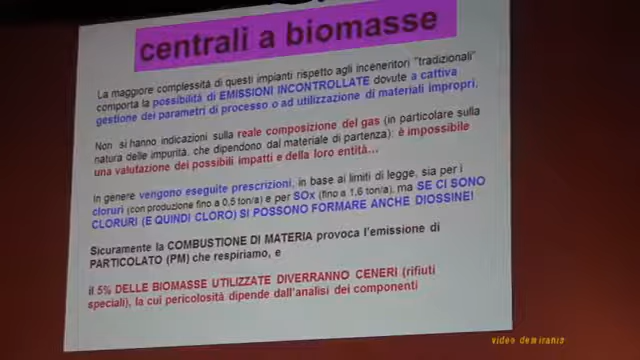 centrali a biomasse
La maggiore complessità di questi impianti rispetto agli inceneritori "tradizionali"
comporta la possibilità di EMISSIONI INCONTROLLATE dovute a cattiva
gestione dei parametri di processo o ad utilizzazione di materiali impropri.
Non si hanno indicazioni sulla reale composizione del gas (in particolare sulla
natura delle impurità, che dipendono dal materiale di partenza): è impossibile
una valutazione dei possibili impatti e della loro entità...
In genere vengono eseguite prescrizioni, in base ai limiti di legge, sia per i
cloruri (con produzione fino a 0,5 ton/a) e per SOx (fino a 1,6 ton/a), ma SE CI SONO
CLORURI (E QUINDI CLORO) SI POSSONO FORMARE ANCHE DIOSSINE!
Sicuramente la COMBUSTIONE DI MATERIA provoca l'emissione di
PARTICOLATO (PM) che respiriamo, e
il 5% DELLE BIOMASSE UTILIZZATE DIVERRANNO CENERI (rifiuti
speciali), la cui pericolosità dipende dall'analisi dei componenti
video demiranio